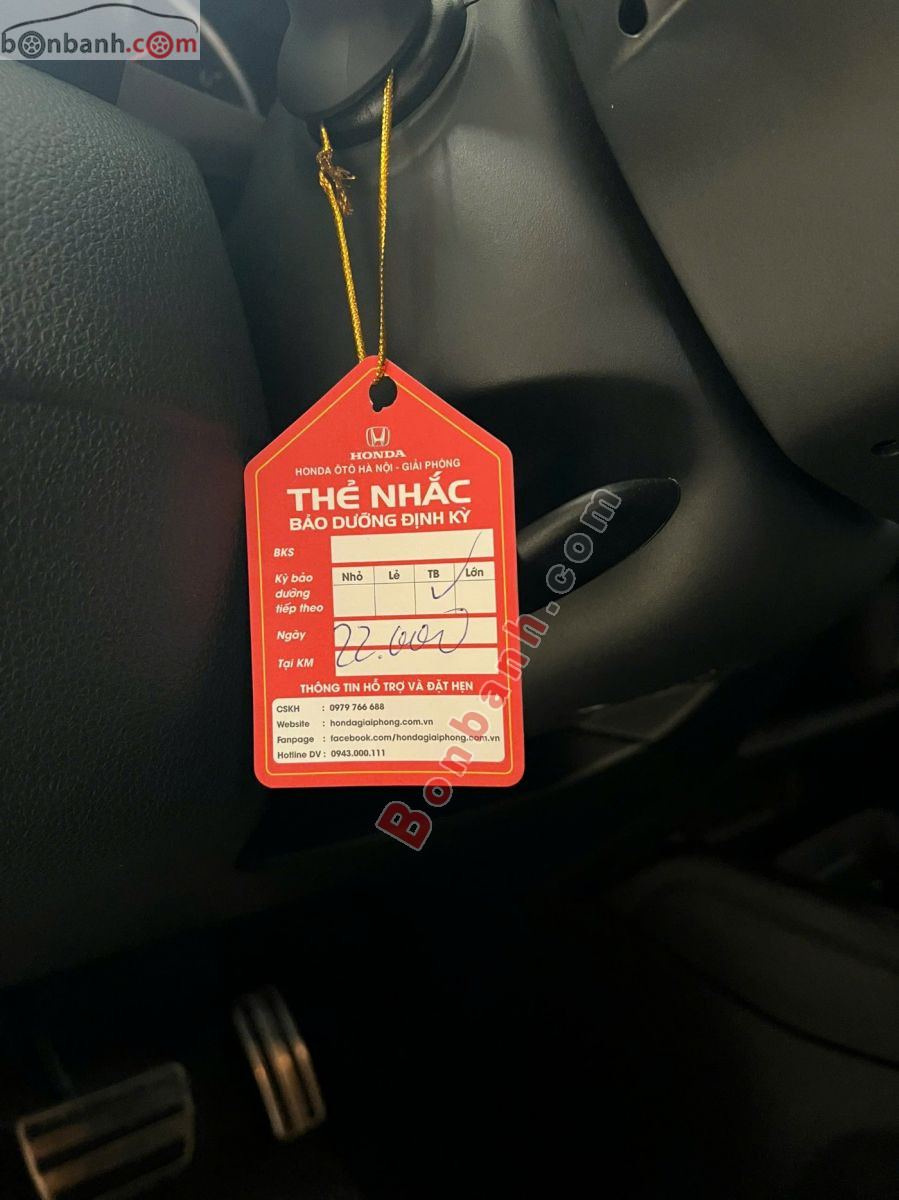 bonbanh.com
HONDA
HONDA ÔTÔ HÀ NỘI - GIẢI PHÓNG
THẺ NHẮC
BẢO DƯỠNG ĐỊNH KỲ
BKS
Kỳ bảo dưỡng tiếp theo
Nhỏ Lẻ TB Lớn
Ngày
22.000
Tại KM
THÔNG TIN HỖ TRỢ VÀ ĐẶT HẸN
CSKH : 0979 766 688
Website : hondagiaiphong.com.vn
Fanpage : facebook.com/hondagiaiphong.com.vn
Hotline DV : 0943.000.111
Bonbanh.com